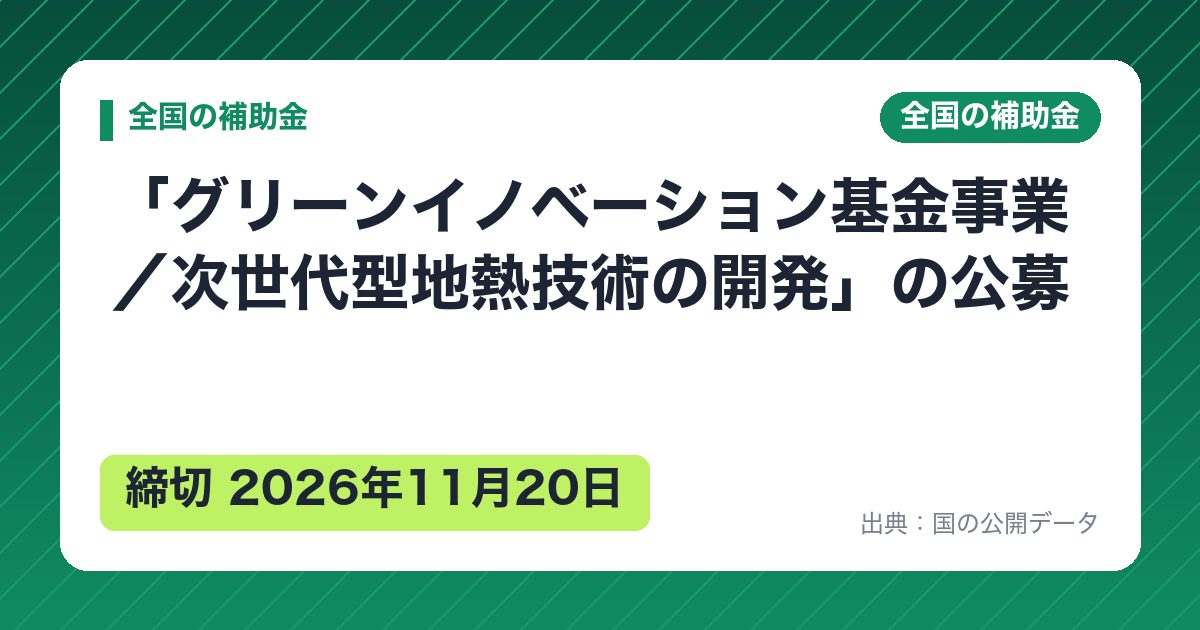 全国の補助金
全国の補助金
「グリーンイノベーション基金事業
／次世代型地熱技術の開発」の公募
締切 2026年11月20日
出典：国の公開データ